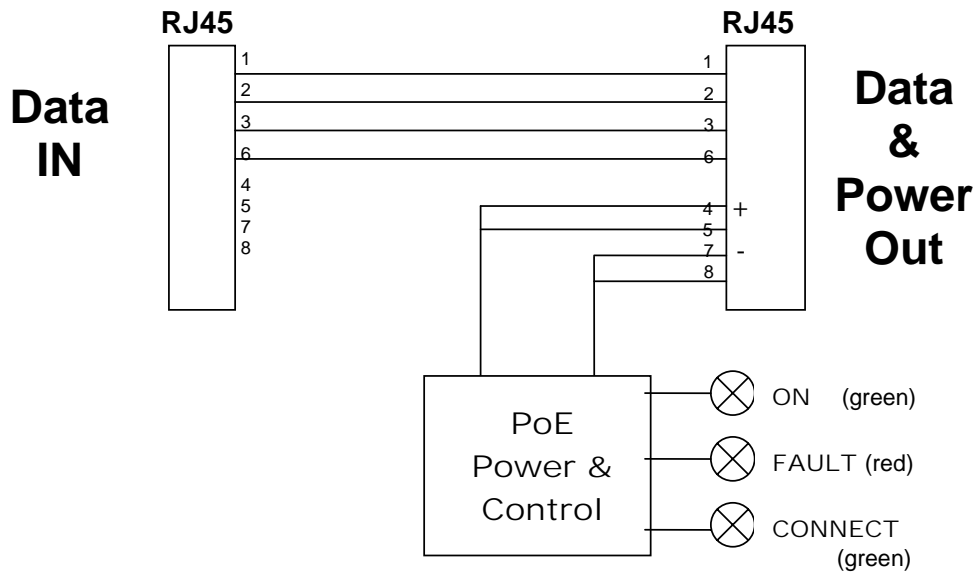 RJ45
RJ45
Data
IN
1
2
3
6
4
5
7
8
1
2
3
6
4 +
5
7 -
8
Data
&
Power
Out
PoE
Power &
Control
ON (green)
FAULT (red)
CONNECT
(green)